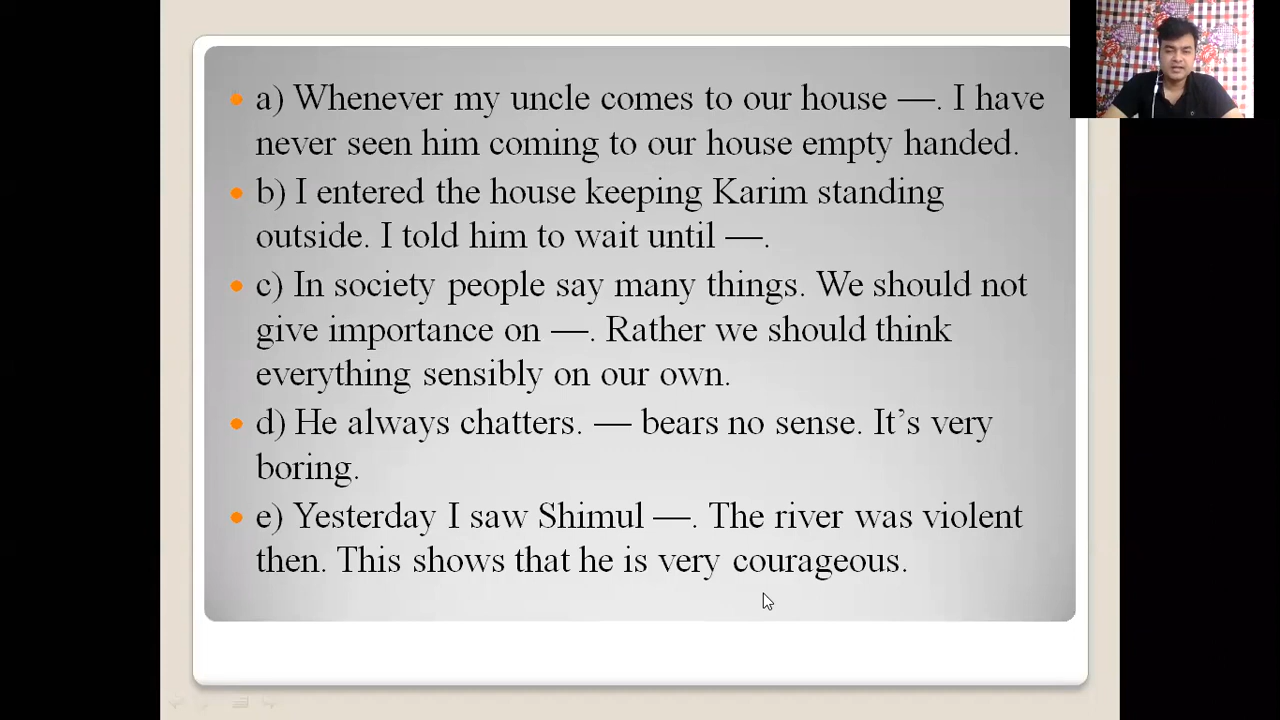 a) Whenever my uncle comes to our house —. I have
never seen him coming to our house empty handed.
b) I entered the house keeping Karim standing
outside. I told him to wait until —.
c) In society people say many things. We should not
give importance on —. Rather we should think
everything sensibly on our own.
d) He always chatters. — bears no sense. It’s very
boring.
e) Yesterday I saw Shimul —. The river was violent
then. This shows that he is very courageous.